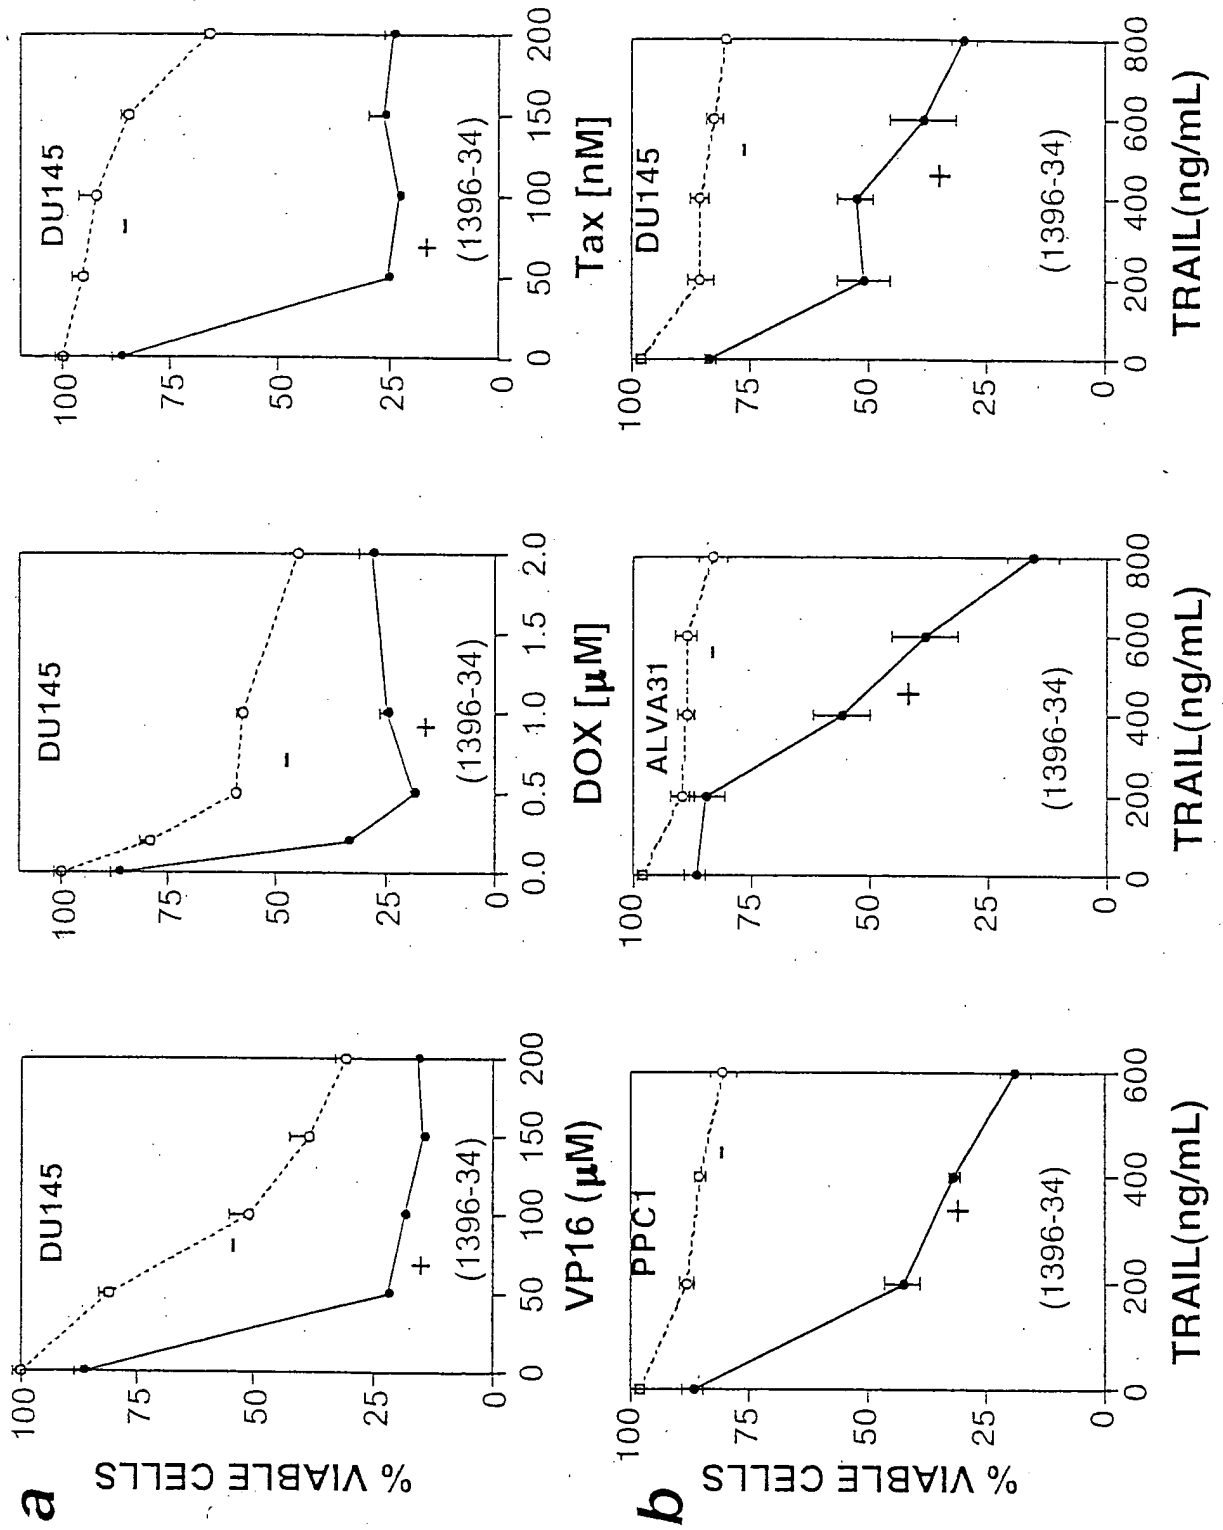 a
% VIABLE CELLS
100
75
50
25
0
DU145
–
+
(1396-34)
0 50 100 150 200
VP16 (μM)
100
75
50
25
0
DU145
–
+
(1396-34)
0.0 0.5 1.0 1.5 2.0
DOX [μM]
100
75
50
25
0
DU145
–
+
(1396-34)
0 50 100 150 200
Tax [nM]
b
% VIABLE CELLS
100
75
50
25
0
PPC1
–
+
(1396-34)
0 200 400 600
TRAIL(ng/mL)
100
75
50
25
0
ALVA31
–
+
(1396-34)
0 200 400 600 800
TRAIL(ng/mL)
100
75
50
25
0
DU145
–
+
(1396-34)
0 200 400 600 800
TRAIL(ng/mL)